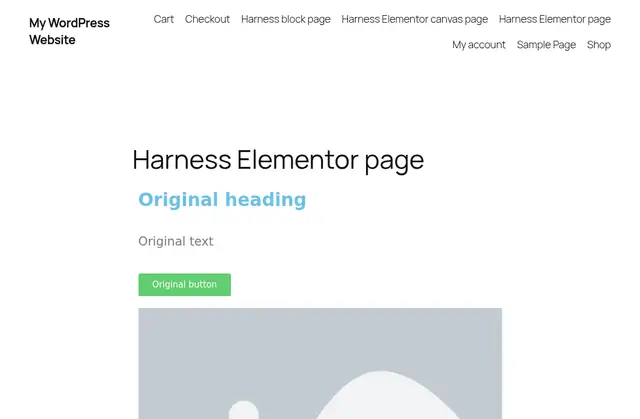 My WordPress
Website
Cart Checkout Harness block page Harness Elementor canvas page Harness Elementor page
My account Sample Page Shop
Harness Elementor page
Original heading
Original text
Original button